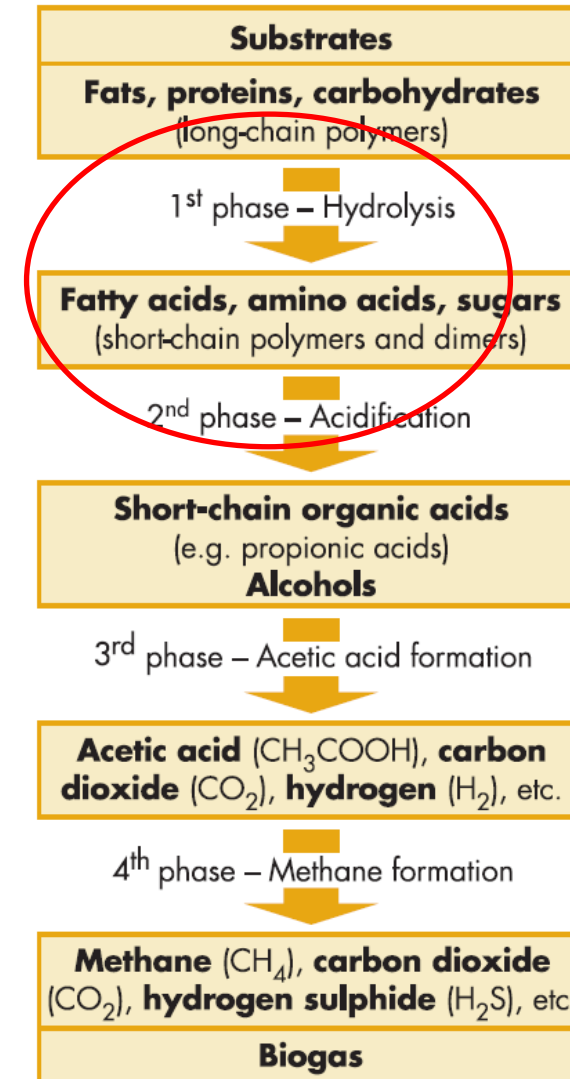 Substrates
Fats, proteins, carbohydrates
(long-chain polymers)
1st phase – Hydrolysis
Fatty acids, amino acids, sugars
(short-chain polymers and dimers)
2nd phase – Acidification
Short-chain organic acids
(e.g. propionic acids)
Alcohols
3rd phase – Acetic acid formation
Acetic acid (CH₃COOH), carbon
dioxide (CO₂), hydrogen (H₂), etc.
4th phase – Methane formation
Methane (CH₄), carbon dioxide
(CO₂), hydrogen sulphide (H₂S), etc
Biogas